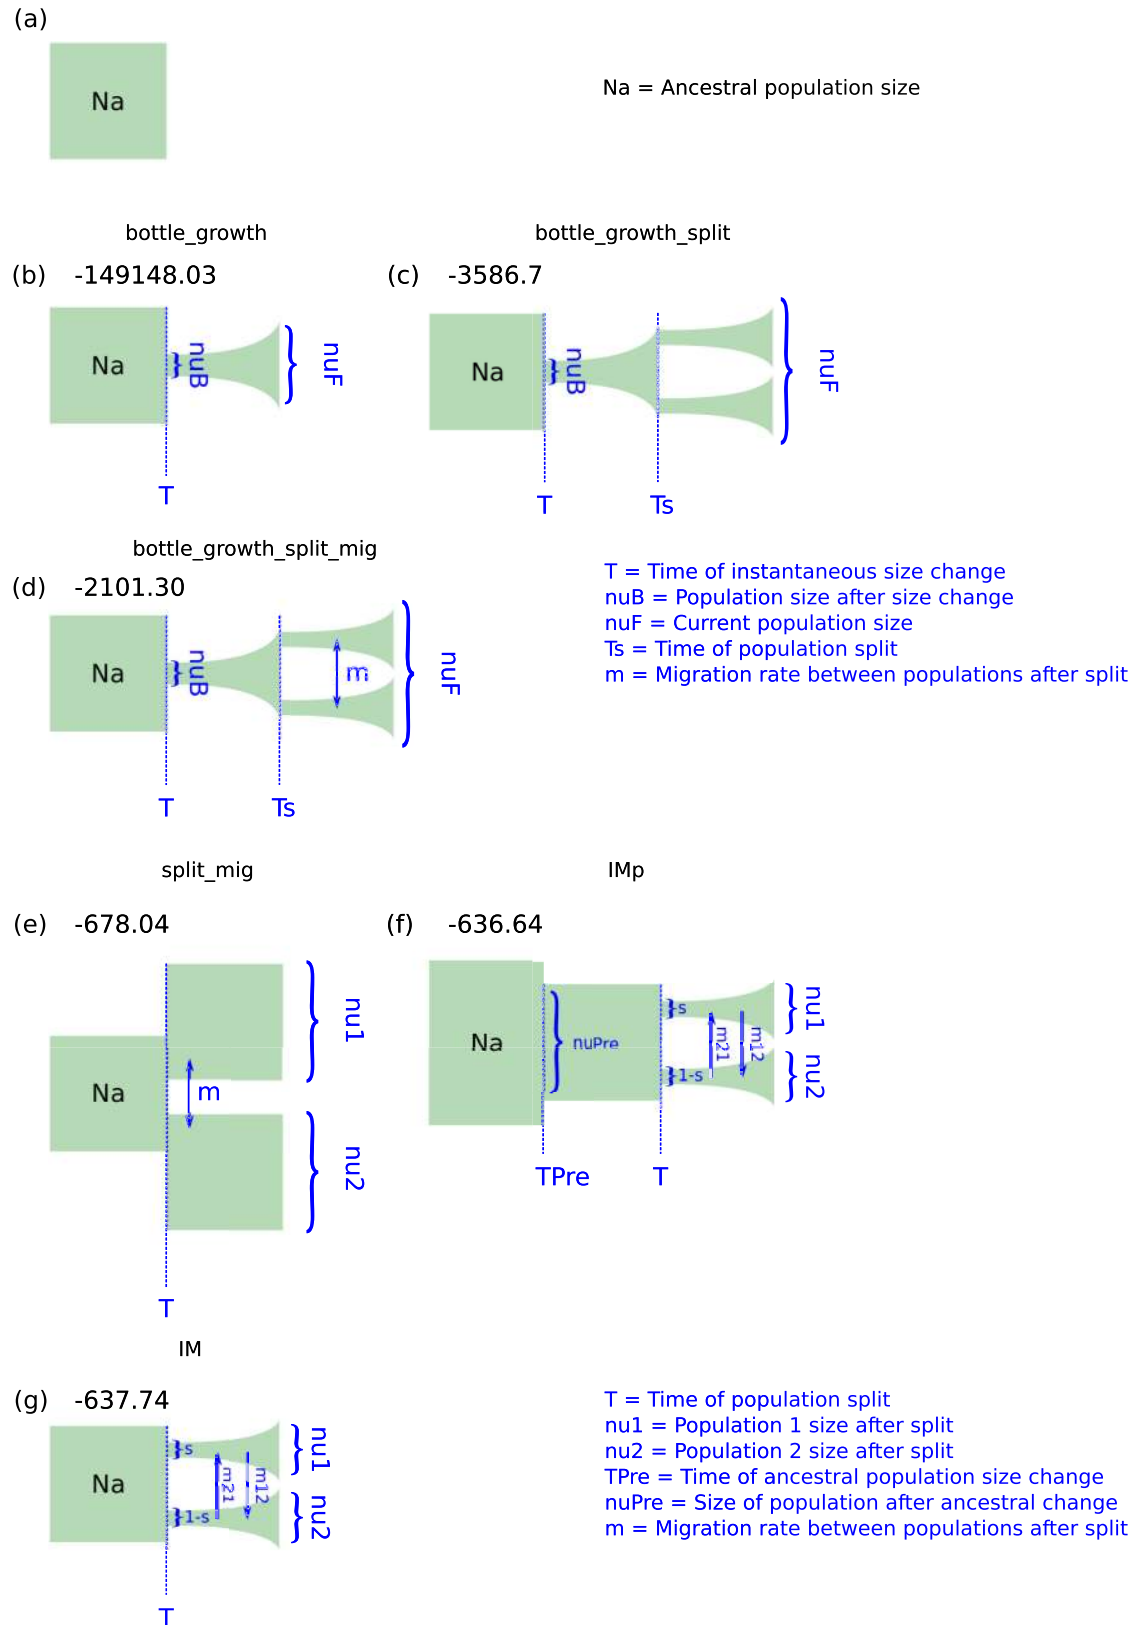 (a)
Na
Na = Ancestral population size
bottle_growth
bottle_growth_split
(b) -149148.03
(c) -3586.7
Na
nuB
nuF
T
Na
nuB
nuF
T
Ts
bottle_growth_split_mig
(d) -2101.30
Na
nuB
m
nuF
T
Ts
T = Time of instantaneous size change
nuB = Population size after size change
nuF = Current population size
Ts = Time of population split
m = Migration rate between populations after split
split_mig
IMp
(e) -678.04
(f) -636.64
Na
m
nu1
nu2
T
Na
nuPre
s
1-s
m21
m12
nu1
nu2
TPre
T
IM
(g) -637.74
Na
s
1-s
m21
m12
nu1
nu2
T
T = Time of population split
nu1 = Population 1 size after split
nu2 = Population 2 size after split
TPre = Time of ancestral population size change
nuPre = Size of population after ancestral change
m = Migration rate between populations after split